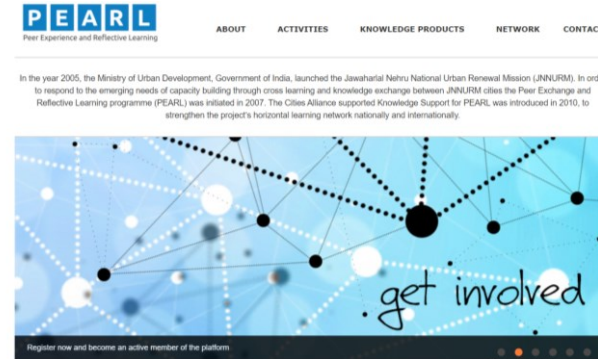 PEARL
Peer Experience and Reflective Learning
ABOUT ACTIVITIES KNOWLEDGE PRODUCTS NETWORK CONTAC
In the year 2005, the Ministry of Urban Development, Government of India, launched the Jawaharlal Nehru National Urban Renewal Mission (JNNURM). In ord
to respond to the emerging needs of capacity building through cross learning and knowledge exchange between JNNURM cities the Peer Exchange and
Reflective Learning programme (PEARL) was initiated in 2007. The Cities Alliance supported Knowledge Support for PEARL was introduced in 2010, to
strengthen the project's horizontal learning network nationally and internationally.
get involved
Register now and become an active member of the platform